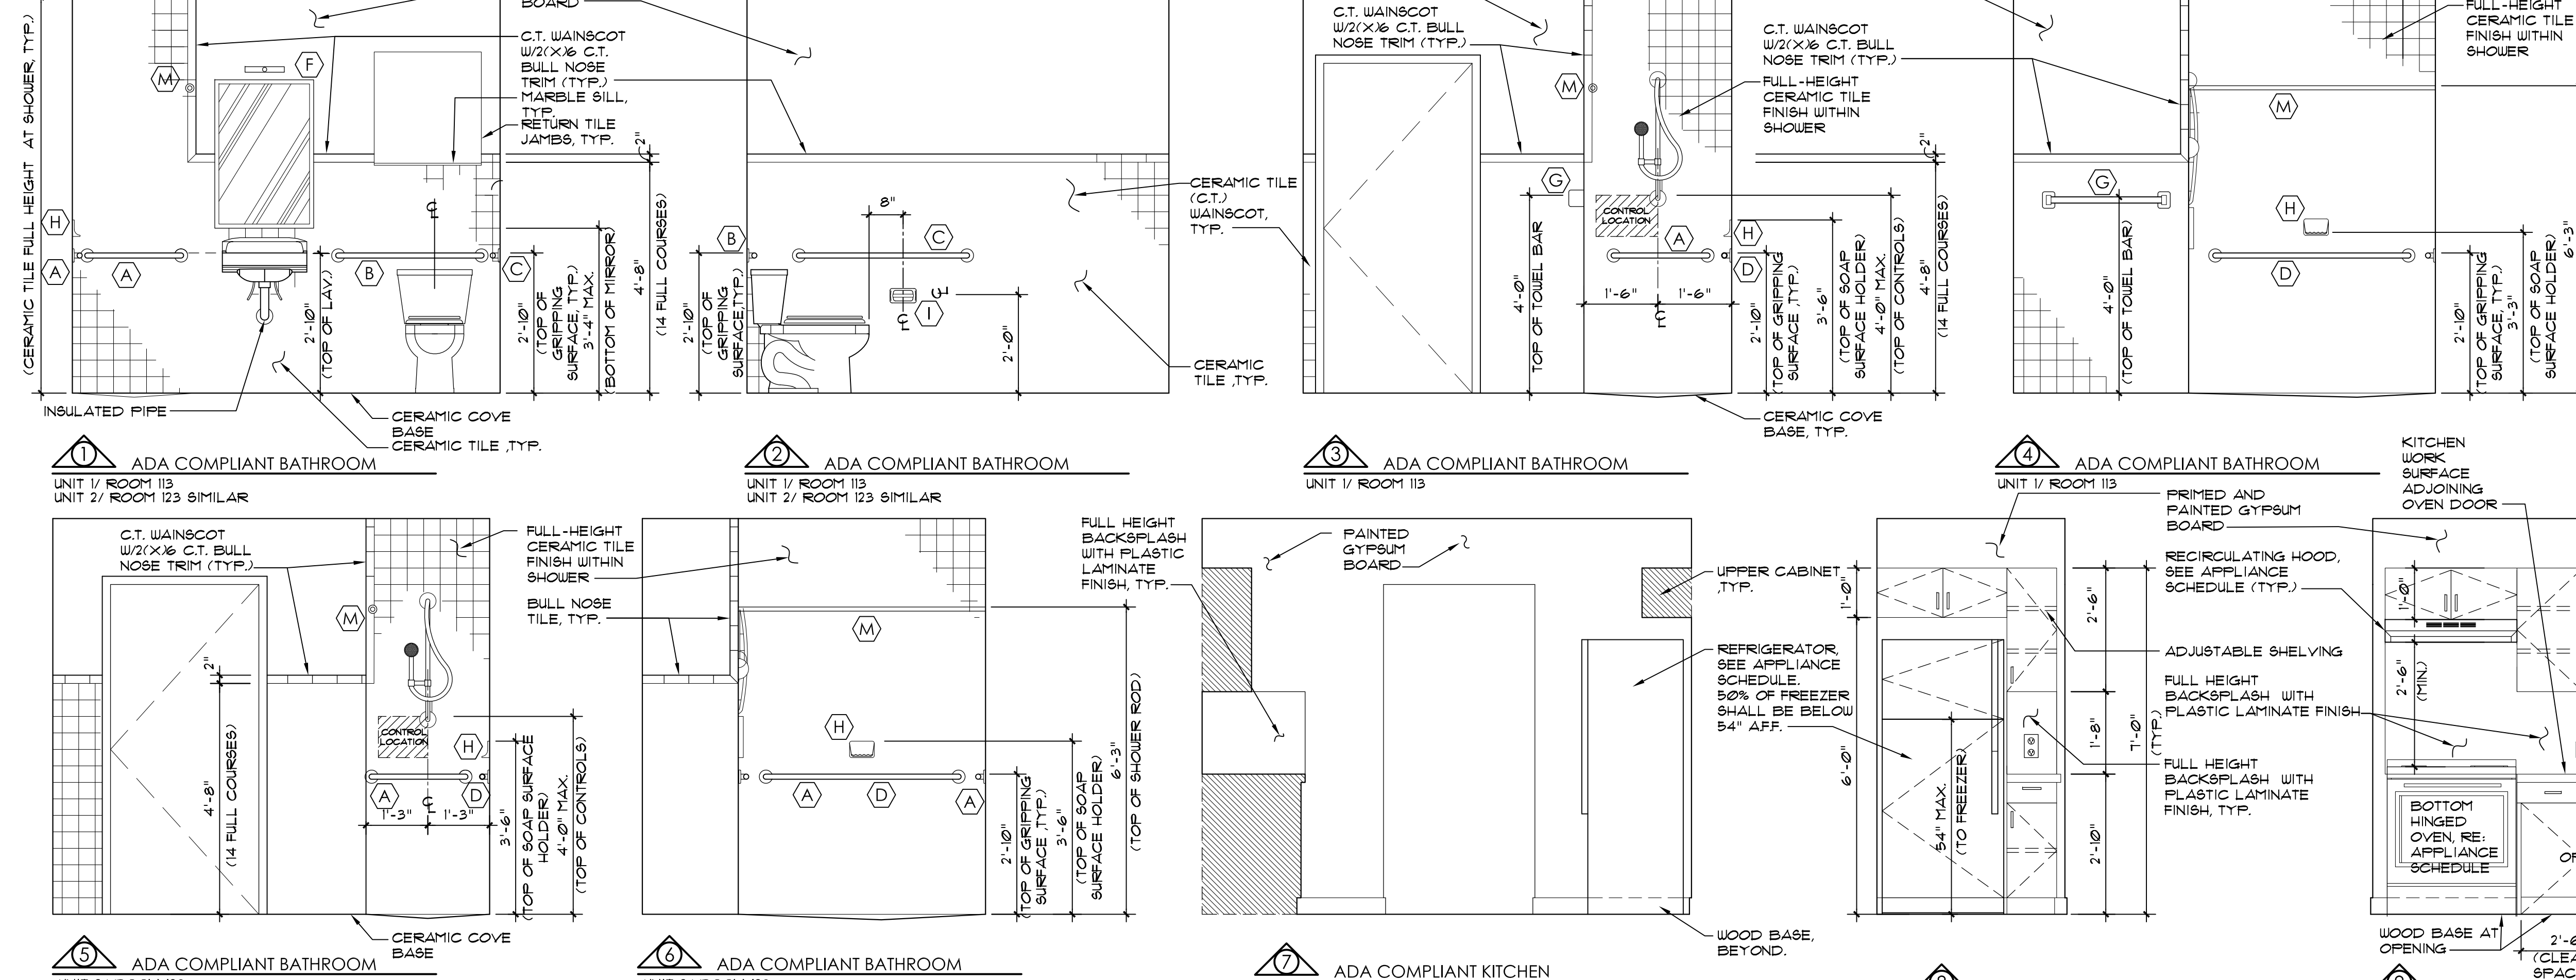 (CERAMIC TILE FULL HEIGHT AT SHOWER, TYP.)
BOARD
C.T. WAINSCOT
W/2(X)6 C.T.
BULL NOSE
TRIM (TYP.)
MARBLE SILL,
TYP.
RETURN TILE
JAMBS, TYP.
M
F
H
A
A
B
C
2'-10"
(TOP OF LAV.)
2'-10"
(TOP OF
GRIPPING
SURFACE, TYP.)
3'-4" MAX.
(BOTTOM OF MIRROR)
4'-8"
(14 FULL COURSES)
2"
INSULATED PIPE
CERAMIC COVE
BASE
CERAMIC TILE ,TYP.
1
ADA COMPLIANT BATHROOM
UNIT 1/ ROOM 113
UNIT 2/ ROOM 123 SIMILAR
B
8"
C
I
2'-10"
(TOP OF
GRIPPING
SURFACE,TYP.)
2'-0"
CERAMIC TILE
(C.T.)
WAINSCOT,
TYP.
CERAMIC
TILE ,TYP.
2
ADA COMPLIANT BATHROOM
UNIT 1/ ROOM 113
UNIT 2/ ROOM 123 SIMILAR
C.T. WAINSCOT
W/2(X)6 C.T. BULL
NOSE TRIM (TYP.)
M
G
CONTROL
LOCATION
A
H
D
4'-0"
TOP OF TOWEL BAR
1'-6"
1'-6"
2'-10"
(TOP OF GRIPPING
SURFACE ,TYP.)
3'-6"
(TOP OF SOAP
SURFACE HOLDER)
4'-0" MAX.
(TOP OF CONTROLS)
4'-8"
(14 FULL COURSES)
2"
CERAMIC COVE
BASE, TYP.
3
ADA COMPLIANT BATHROOM
UNIT 1/ ROOM 113
C.T. WAINSCOT
W/2(X)6 C.T. BULL
NOSE TRIM (TYP.)
FULL-HEIGHT
CERAMIC TILE
FINISH WITHIN
SHOWER
FULL-HEIGHT
CERAMIC TILE
FINISH WITHIN
SHOWER
M
G
H
D
4'-0"
(TOP OF TOWEL BAR)
2'-10"
(TOP OF GRIPPING
SURFACE, TYP.)
3'-3"
(TOP OF SOAP
SURFACE HOLDER)
6'-3"
4
ADA COMPLIANT BATHROOM
UNIT 1/ ROOM 113
C.T. WAINSCOT
W/2(X)6 C.T. BULL
NOSE TRIM (TYP.)
FULL-HEIGHT
CERAMIC TILE
FINISH WITHIN
SHOWER
BULL NOSE
TILE, TYP.
M
2"
4'-8"
(14 FULL COURSES)
CONTROL
LOCATION
H
A
D
1'-3"
1'-3"
3'-6"
(TOP OF SOAP SURFACE
HOLDER)
4'-0" MAX.
(TOP OF CONTROLS)
CERAMIC COVE
BASE
5
ADA COMPLIANT BATHROOM
M
H
A
D
A
2'-10"
(TOP OF GRIPPING
SURFACE ,TYP.)
3'-6"
(TOP OF SOAP
SURFACE HOLDER)
6'-3"
(TOP OF SHOWER ROD)
6
ADA COMPLIANT BATHROOM
FULL HEIGHT
BACKSPLASH
WITH PLASTIC
LAMINATE
FINISH, TYP.
PAINTED
GYPSUM
BOARD
UPPER CABINET
,TYP.
REFRIGERATOR,
SEE APPLIANCE
SCHEDULE.
50% OF FREEZER
SHALL BE BELOW
54" A.F.F.
WOOD BASE,
BEYOND.
7
ADA COMPLIANT KITCHEN
1'-0"
6'-0"
54" MAX.
(TO FREEZER)
2'-6"
1'-8"
2'-10"
7'-0"
(TYP.)
PRIMED AND
PAINTED GYPSUM
BOARD
RECIRCULATING HOOD,
SEE APPLIANCE
SCHEDULE (TYP.)
ADJUSTABLE SHELVING
FULL HEIGHT
BACKSPLASH WITH
PLASTIC LAMINATE FINISH
FULL HEIGHT
BACKSPLASH WITH
PLASTIC LAMINATE
FINISH, TYP.
KITCHEN
WORK
SURFACE
ADJOINING
OVEN DOOR
1'-0"
2'-6"
(MIN.)
BOTTOM
HINGED
OVEN, RE:
APPLIANCE
SCHEDULE
WOOD BASE AT
OPENING